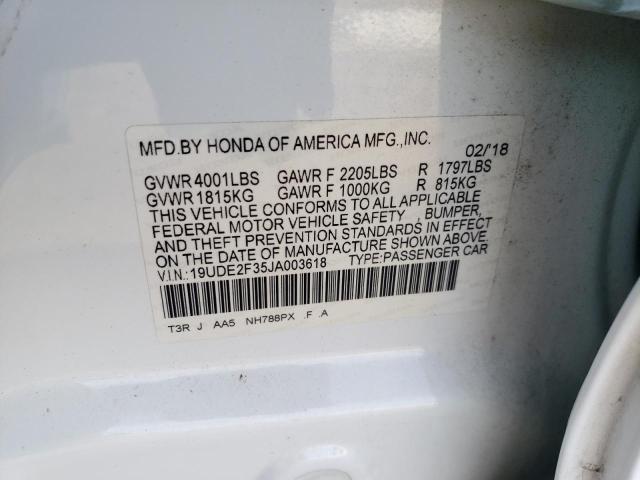 MFD.BY HONDA OF AMERICA MFG.,INC. 02/'18
GVWR 4001LBS GAWR F 2205LBS R 1797LBS
GVWR 1815KG GAWR F 1000KG R 815KG
THIS VEHICLE CONFORMS TO ALL APPLICABLE
FEDERAL MOTOR VEHICLE SAFETY , BUMPER,
AND THEFT PREVENTION STANDARDS IN EFFECT
ON THE DATE OF MANUFACTURE SHOWN ABOVE.
V.I.N.: 19UDE2F35JA003618 TYPE:PASSENGER CAR
T3R J AA5 NH788PX .F .A